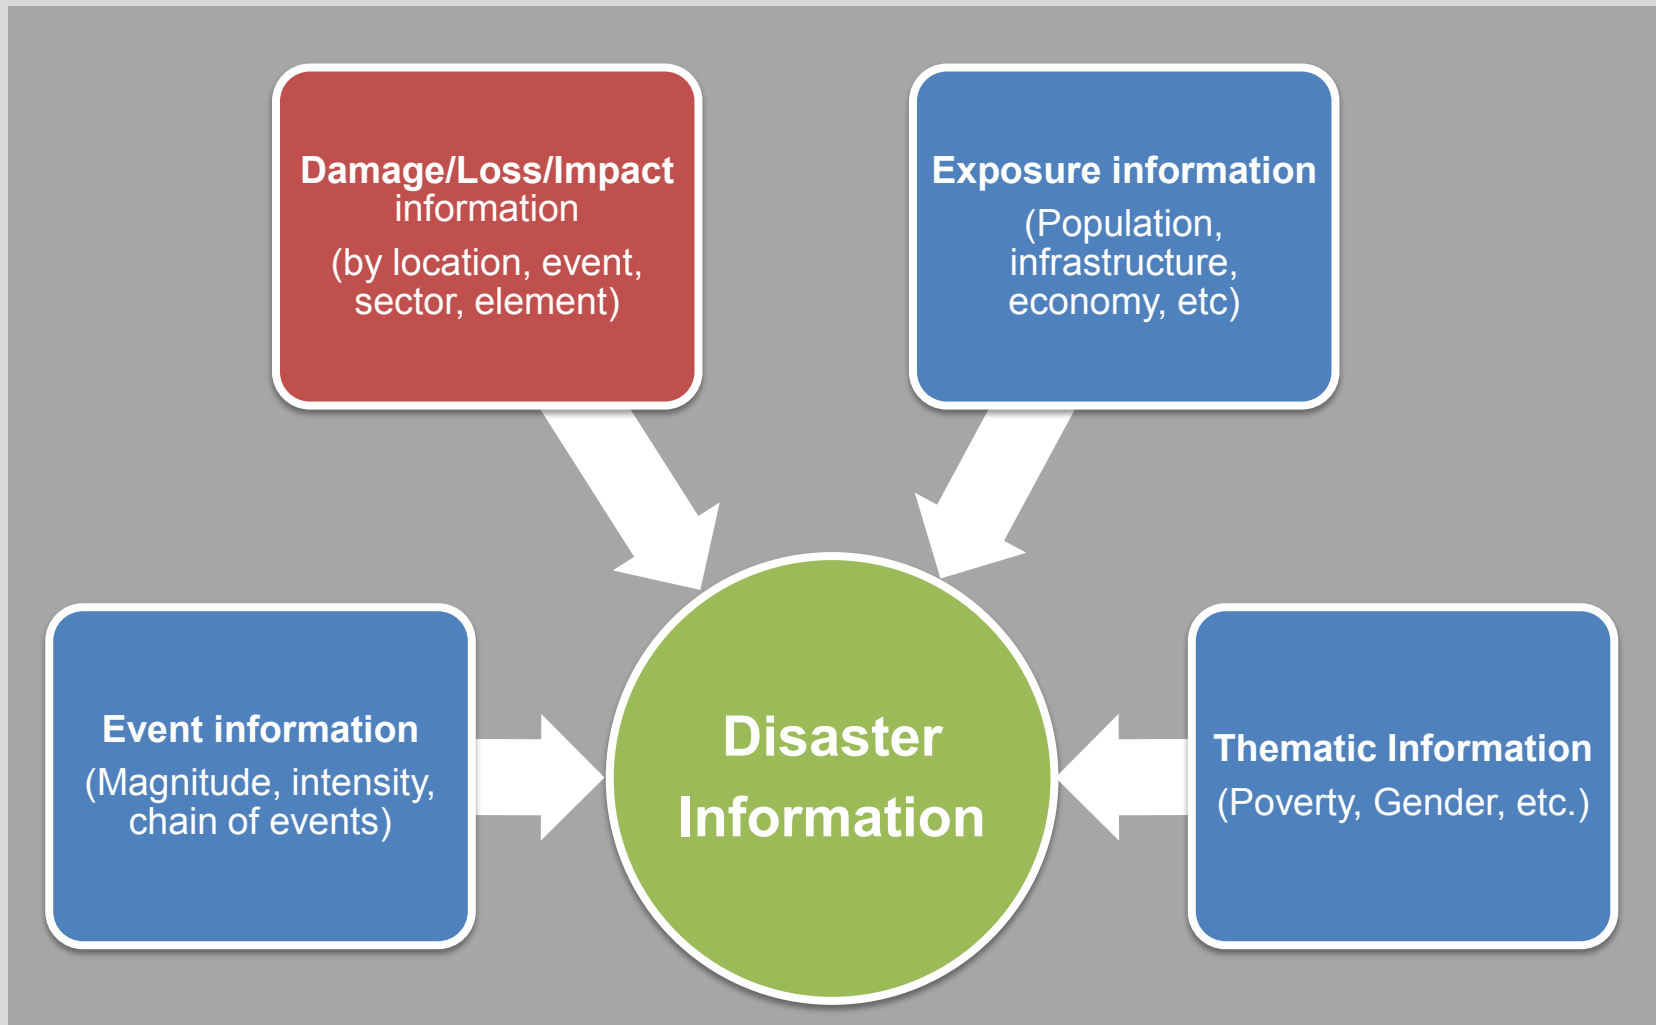 Damage/Loss/Impact
information
(by location, event,
sector, element)
Exposure information
(Population,
infrastructure,
economy, etc)
Event information
(Magnitude, intensity,
chain of events)
Disaster
Information
Thematic Information
(Poverty, Gender, etc.)